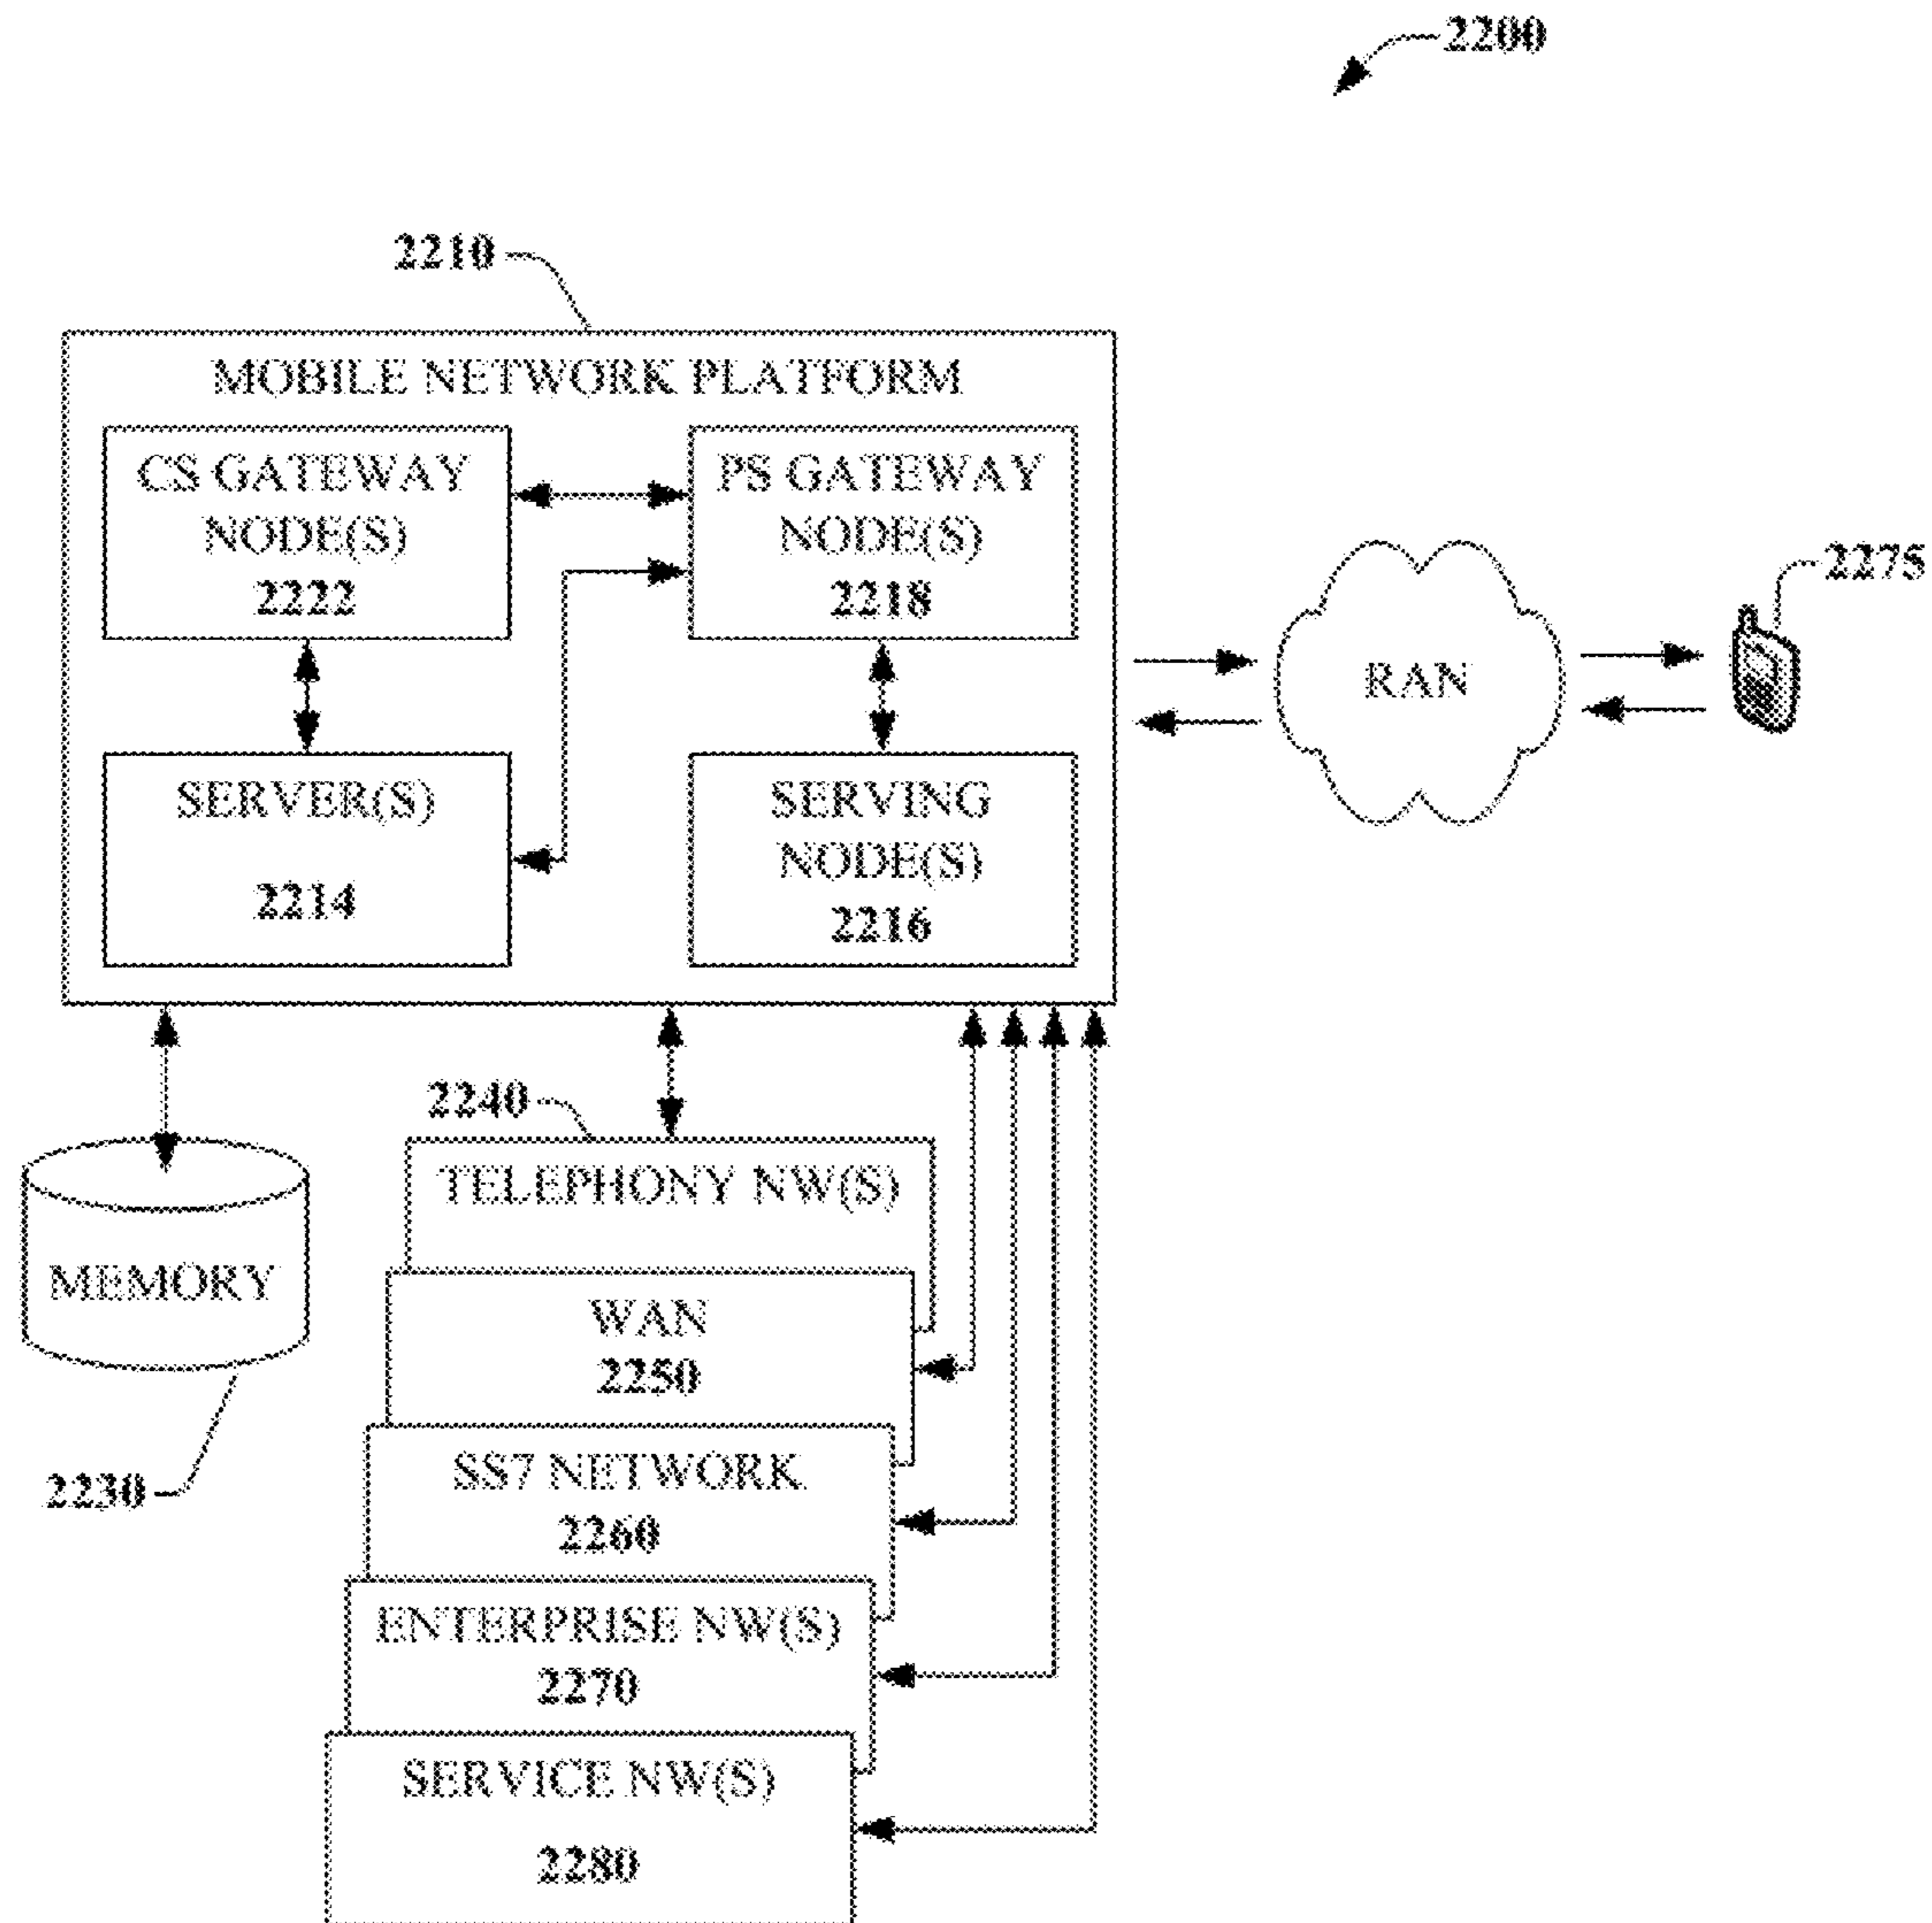 2200
2210
MOBILE NETWORK PLATFORM
CS GATEWAY
NODE(S)
2222
PS GATEWAY
NODE(S)
2218
2275
RAN
SERVER(S)
2214
SERVING
NODE(S)
2216
2240
TELEPHONY NW(S)
MEMORY
WAN
2250
2230
SS7 NETWORK
2260
ENTERPRISE NW(S)
2270
SERVICE NW(S)
2280